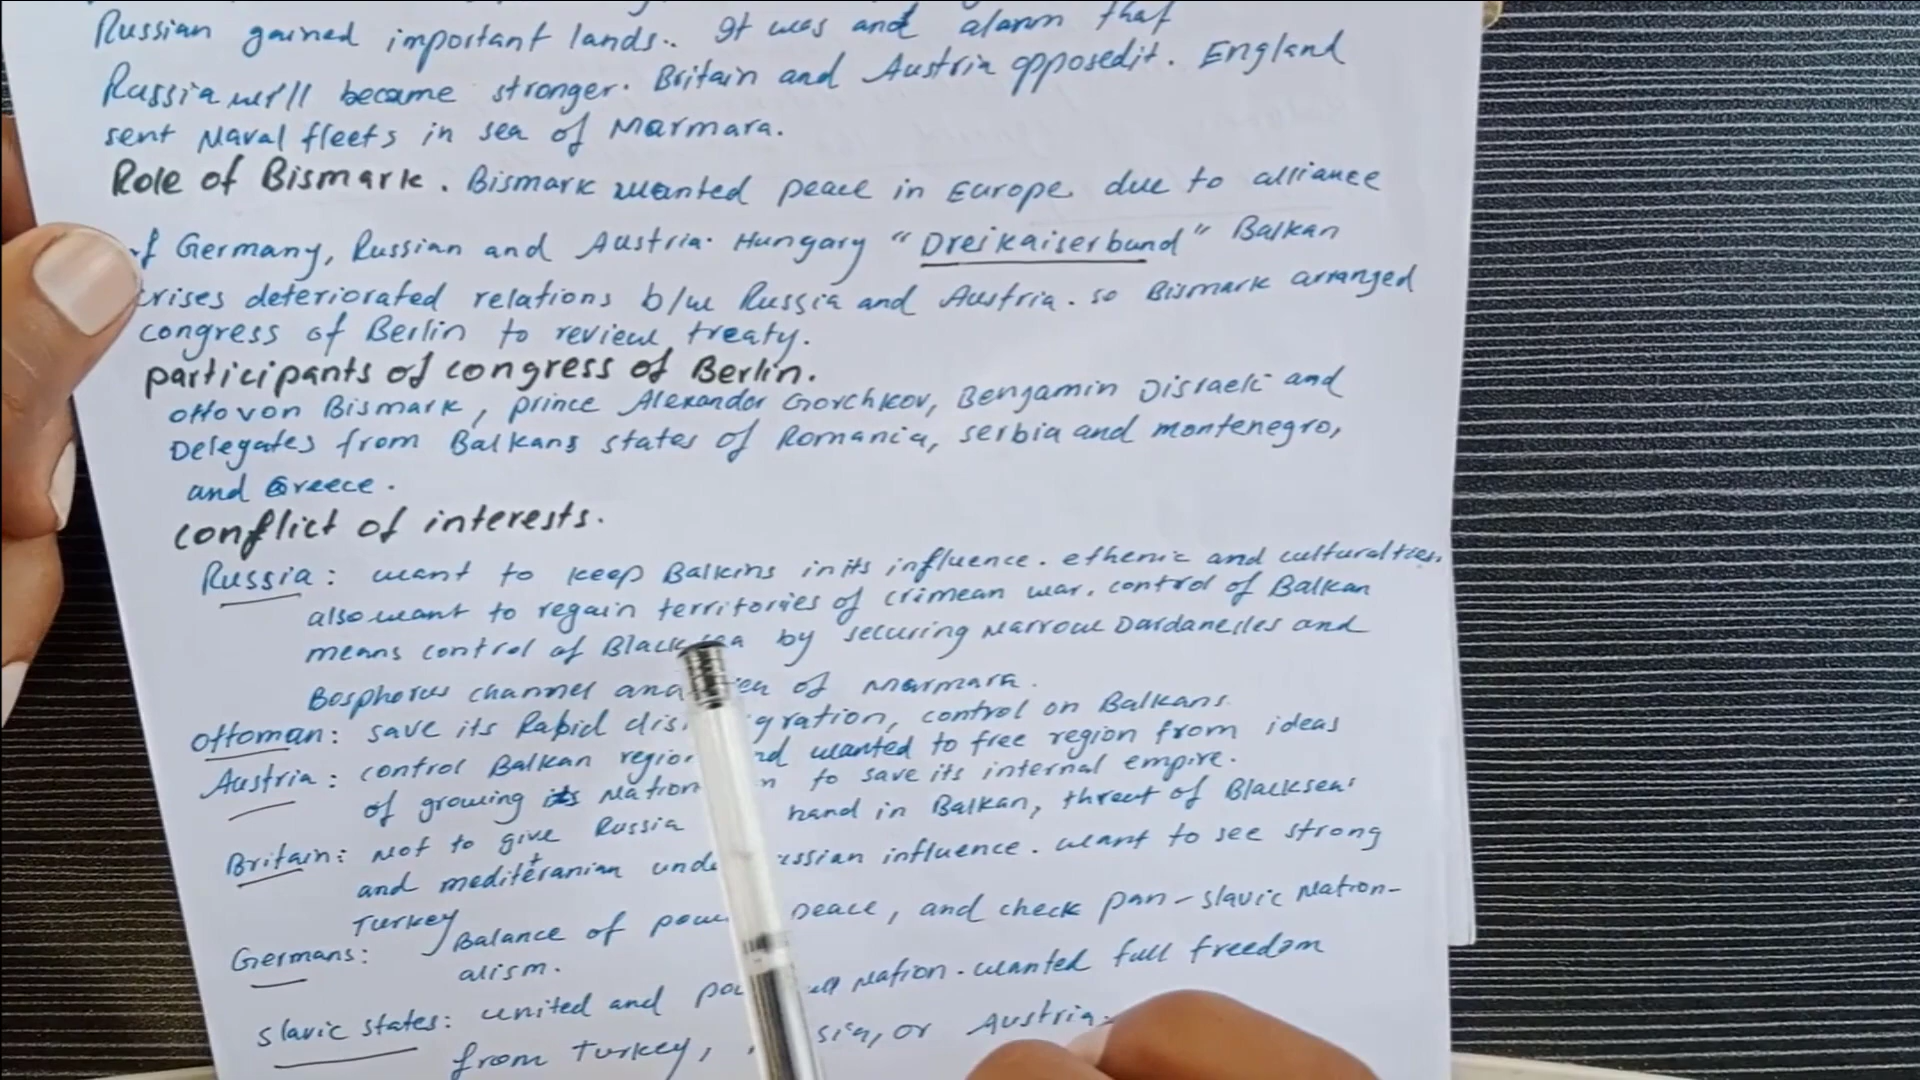 Russian gained important lands.. It was and alarm that
Russia will became stronger. Britain and Austria opposedit. England
sent Naval fleets in sea of Marmara.
Role of Bismark. Bismark wanted peace in Europe due to alliance
of Germany, Russian and Austria. Hungary "Dreikaiserbund" Balkan
crises deteriorated relations b/w Russia and Austria. so Bismark arranged
congress of Berlin to review treaty.
participants of congress of Berlin.
otto von Bismark, prince Alexander Gorchkov, Bengamin Disraeli and
Delegates from Balkans states of Romania, serbia and montenegro,
and Greece.
conflict of interests.
Russia: want to keep Balkins in its influence. ethenic and cultural ties.
also want to regain territories of crimean war. control of Balkan
means control of Black sea by securing Narrow Dardanelles and
Bosphorus channel and sea of marmara.
ottoman: save its Rapid gration, control on Balkans.
Austria: control Balkan region and wanted to free region from ideas
of growing its Nation to save its internal empire.
Britain: not to give Russia hand in Balkan, threat of Blacksea
and mediteranian under Russian influence. want to see strong
Turkey
Germans: Balance of power peace, and check pan-slavic Nation-
alism.
slavic states: united and Nation. wanted full freedom
from Turkey, or Austria.